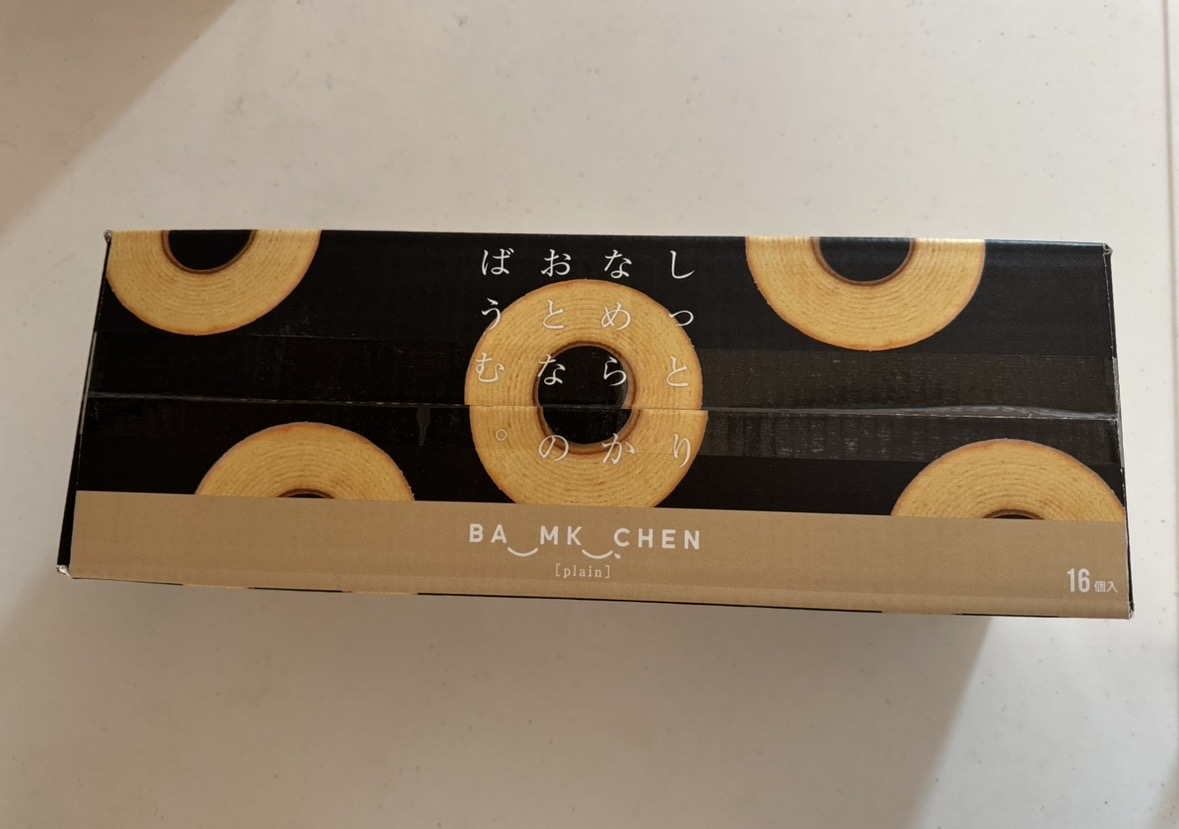 しっとり
なめらか
おとなの
ばうむ。
BA‿MK‿CHEN
[plain]
16個入